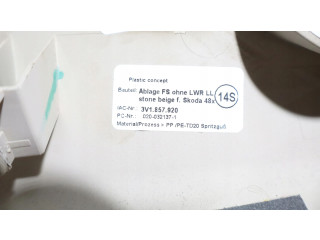 Plastic concept
Bauteil: Ablage FS ohne LWR LL
stone beige f. Skoda 48x
14S
IAC-Nr.: 3V1.857.920
PC-Nr.: 020-032137-1
Material/Prozess = PP /PE-TD20 Spritzguß